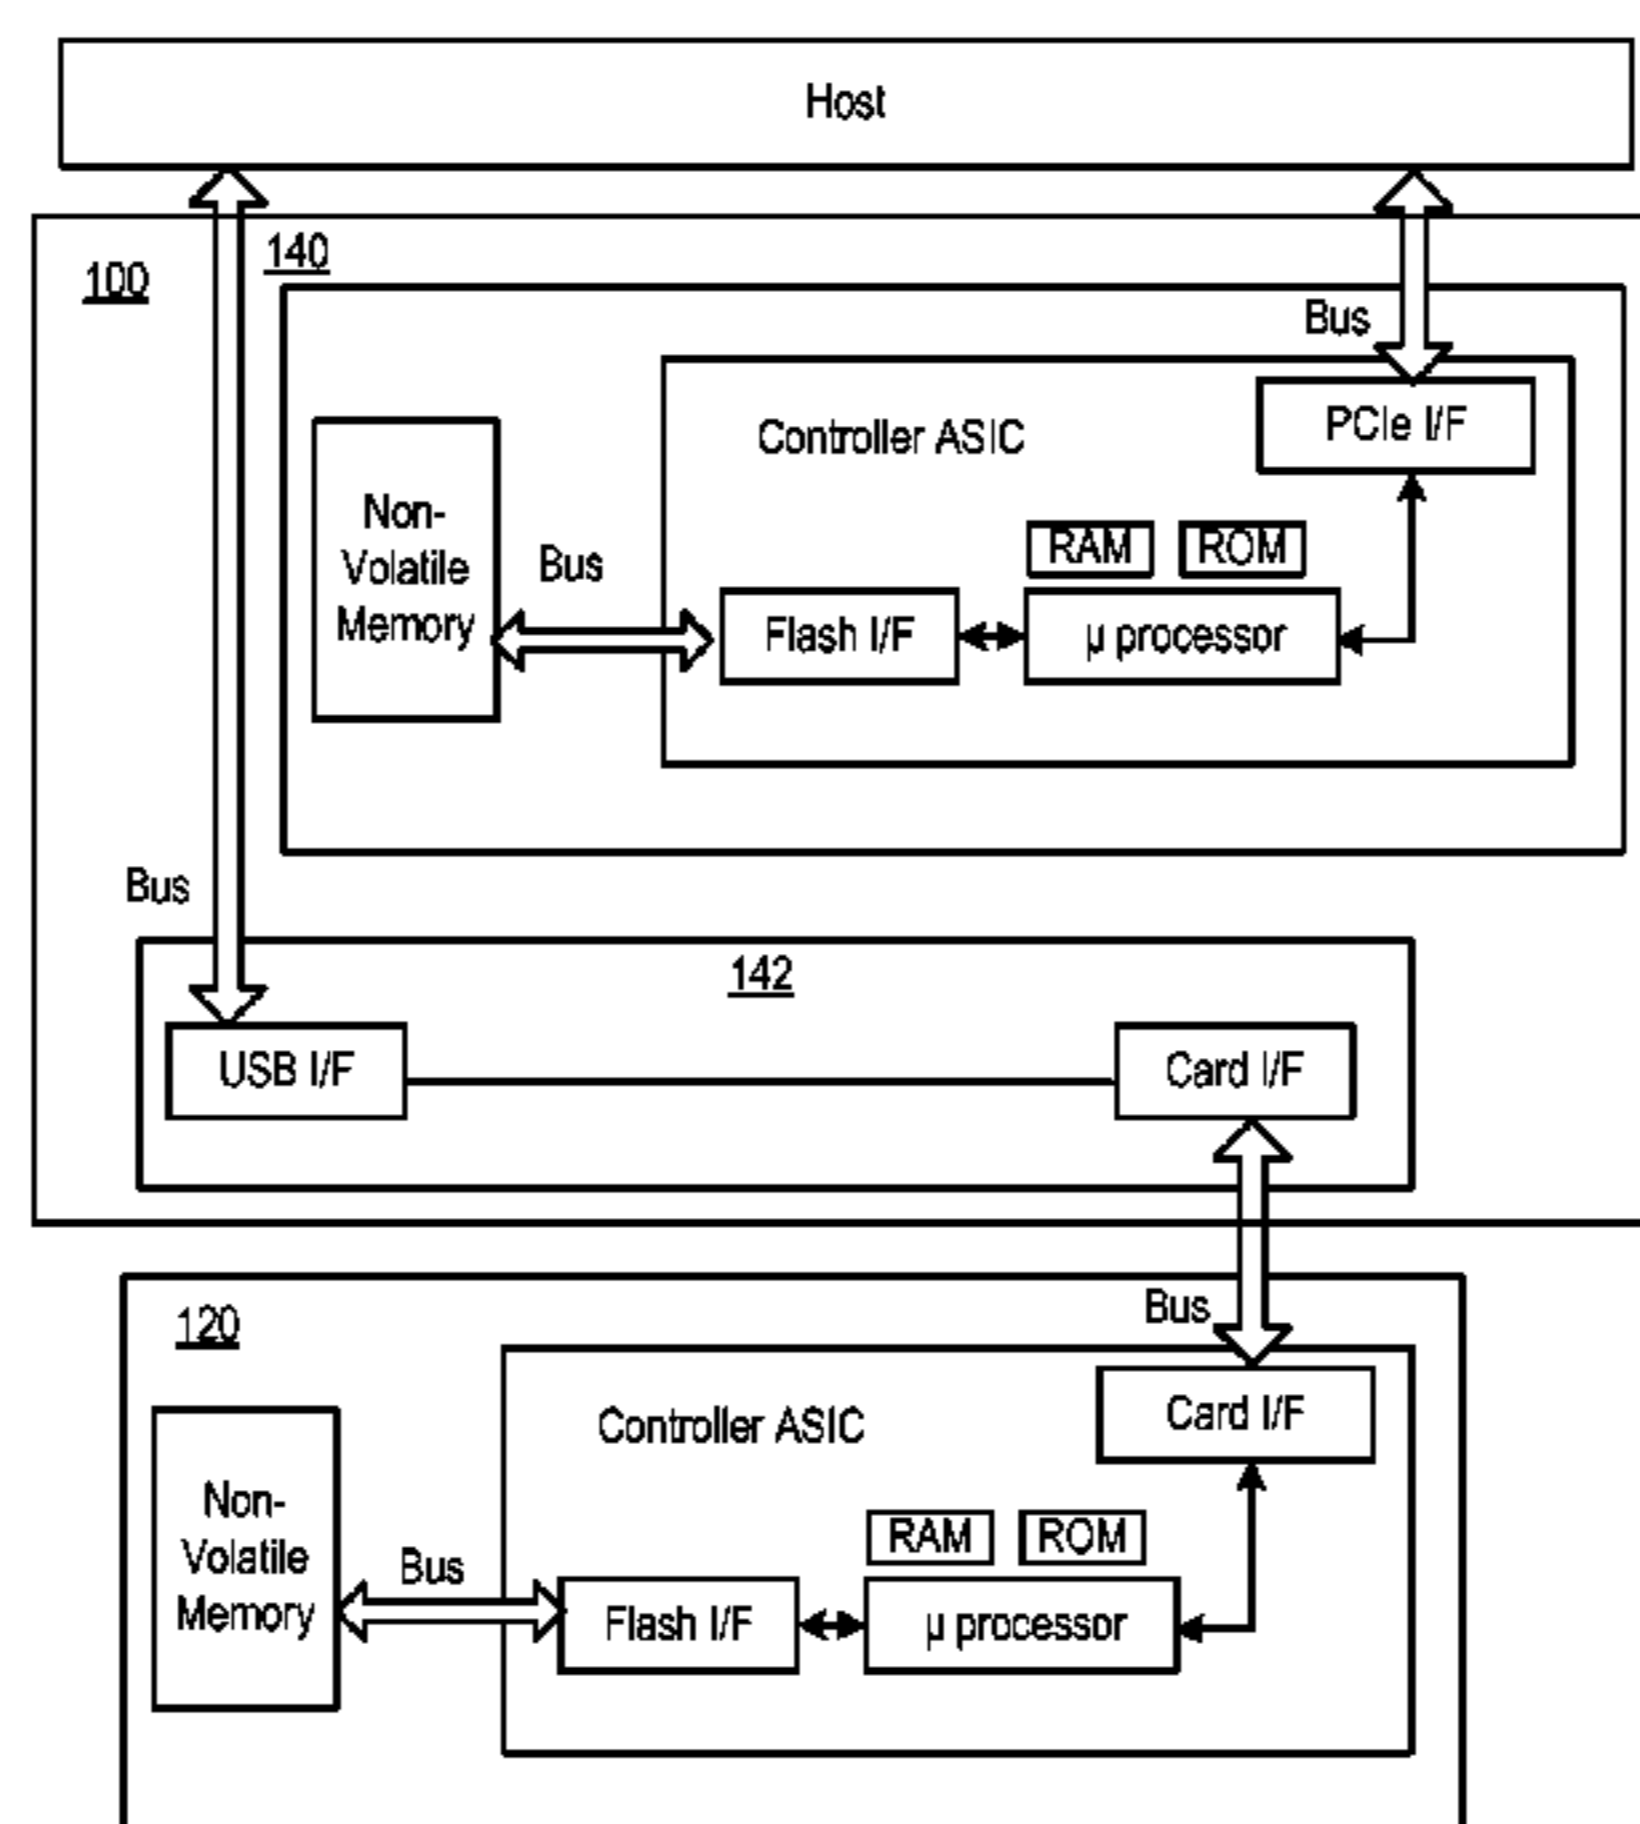 Host
100
140
Bus
PCIe I/F
Controller ASIC
Non-
Volatile
Memory
Bus
RAM
ROM
Flash I/F
µ processor
Bus
142
USB I/F
Card I/F
Bus
120
Controller ASIC
Card I/F
Non-
Volatile
Memory
Bus
RAM
ROM
Flash I/F
µ processor